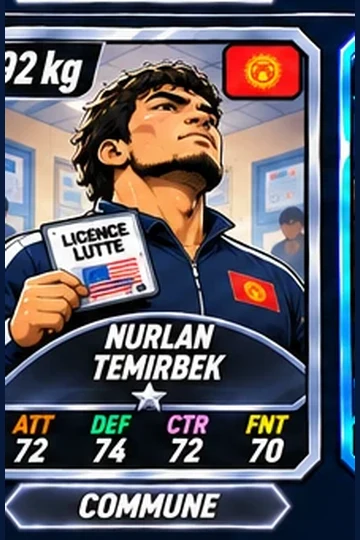 92 kg
LICENCE
LUTTE
NURLAN
TEMIRBEK
ATT DEF CTR FNT
72 74 72 70
COMMUNE